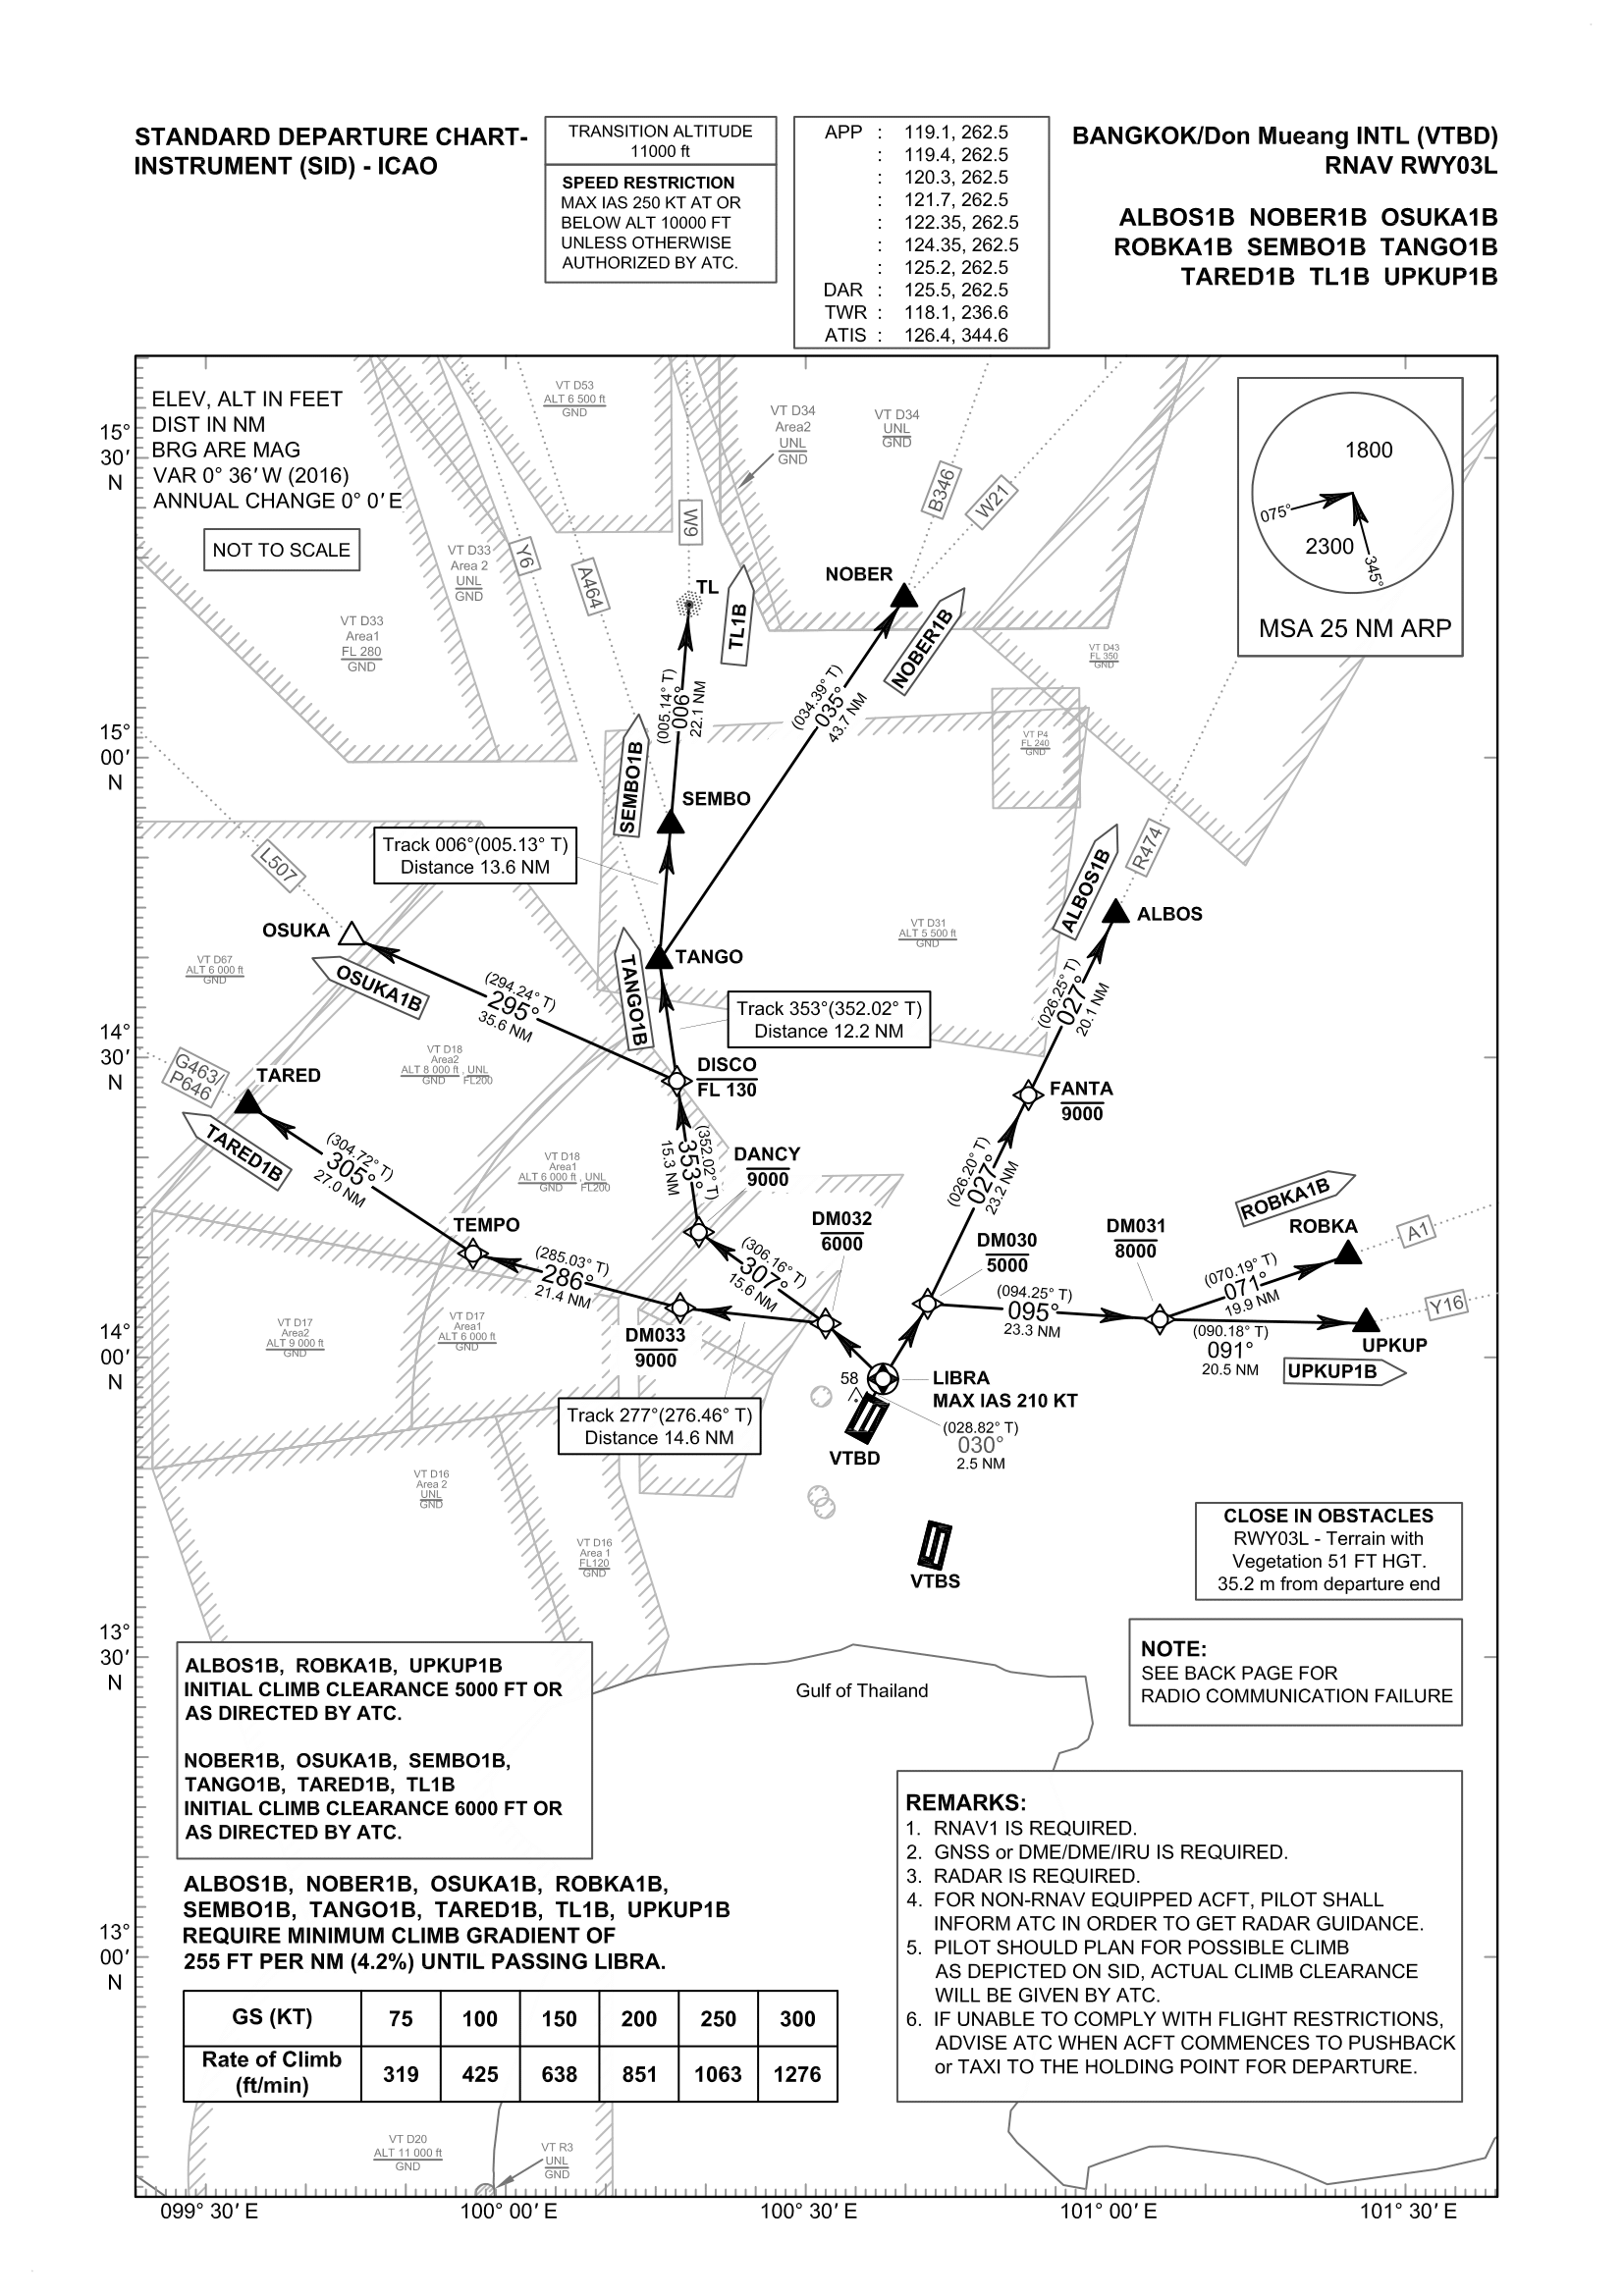 STANDARD DEPARTURE CHART-
INSTRUMENT (SID) - ICAO
TRANSITION ALTITUDE
11000 ft
SPEED RESTRICTION
MAX IAS 250 KT AT OR
BELOW ALT 10000 FT
UNLESS OTHERWISE
AUTHORIZED BY ATC.
APP : 119.1, 262.5
: 119.4, 262.5
: 120.3, 262.5
: 121.7, 262.5
: 122.35, 262.5
: 124.35, 262.5
: 125.2, 262.5
DAR : 125.5, 262.5
TWR : 118.1, 236.6
ATIS : 126.4, 344.6
BANGKOK/Don Mueang INTL (VTBD)
RNAV RWY03L
ALBOS1B NOBER1B OSUKA1B
ROBKA1B SEMBO1B TANGO1B
TARED1B TL1B UPKUP1B
ELEV, ALT IN FEET
DIST IN NM
BRG ARE MAG
VAR 0° 36′ W (2016)
ANNUAL CHANGE 0° 0′ E
NOT TO SCALE
15°
30′
N
15°
00′
N
14°
30′
N
14°
00′
N
13°
30′
N
13°
00′
N
VT D53
ALT 6 500 ft
GND
VT D34
Area2
UNL
GND
VT D34
UNL
GND
VT D33
Area 2
UNL
GND
VT D33
Area1
FL 280
GND
VT D43
FL 350
GND
VT P4
FL 240
GND
VT D31
ALT 5 500 ft
GND
VT D67
ALT 6 000 ft
GND
VT D18
Area2
ALT 8 000 ft , UNL
GND FL200
VT D18
Area1
ALT 6 000 ft , UNL
GND FL200
VT D17
Area2
ALT 9 000 ft
GND
VT D17
Area1
ALT 6 000 ft
GND
VT D16
Area 2
UNL
GND
VT D16
Area 1
FL120
GND
VT D20
ALT 11 000 ft
GND
VT R3
UNL
GND
1800
075°
2300
345°
MSA 25 NM ARP
Y6
A464
W9
B346
W21
R474
L507
G463/
P646
A1
Y16
TL
TL1B
NOBER
NOBER1B
(005.14° T)
006°
22.1 NM
(034.39° T)
035°
43.7 NM
SEMBO1B
SEMBO
Track 006°(005.13° T)
Distance 13.6 NM
TANGO
TANGO1B
Track 353°(352.02° T)
Distance 12.2 NM
ALBOS1B
ALBOS
(026.25° T)
027°
20.1 NM
OSUKA
OSUKA1B
(294.24° T)
295°
35.6 NM
DISCO
FL 130
FANTA
9000
TARED
TARED1B
(304.72° T)
305°
27.0 NM
(352.02° T)
353°
15.3 NM
DANCY
9000
(026.20° T)
027°
23.2 NM
TEMPO
(285.03° T)
286°
21.4 NM
(306.16° T)
307°
15.6 NM
DM032
6000
DM030
5000
DM031
8000
ROBKA1B
ROBKA
(070.19° T)
071°
19.9 NM
(094.25° T)
095°
23.3 NM
(090.18° T)
091°
20.5 NM
UPKUP
UPKUP1B
DM033
9000
Track 277°(276.46° T)
Distance 14.6 NM
58
LIBRA
MAX IAS 210 KT
(028.82° T)
030°
2.5 NM
VTBD
VTBS
CLOSE IN OBSTACLES
RWY03L - Terrain with
Vegetation 51 FT HGT.
35.2 m from departure end
NOTE:
SEE BACK PAGE FOR
RADIO COMMUNICATION FAILURE
Gulf of Thailand
ALBOS1B, ROBKA1B, UPKUP1B
INITIAL CLIMB CLEARANCE 5000 FT OR
AS DIRECTED BY ATC.
NOBER1B, OSUKA1B, SEMBO1B,
TANGO1B, TARED1B, TL1B
INITIAL CLIMB CLEARANCE 6000 FT OR
AS DIRECTED BY ATC.
ALBOS1B, NOBER1B, OSUKA1B, ROBKA1B,
SEMBO1B, TANGO1B, TARED1B, TL1B, UPKUP1B
REQUIRE MINIMUM CLIMB GRADIENT OF
255 FT PER NM (4.2%) UNTIL PASSING LIBRA.
GS (KT) 75 100 150 200 250 300
Rate of Climb
(ft/min) 319 425 638 851 1063 1276
REMARKS:
1. RNAV1 IS REQUIRED.
2. GNSS or DME/DME/IRU IS REQUIRED.
3. RADAR IS REQUIRED.
4. FOR NON-RNAV EQUIPPED ACFT, PILOT SHALL
INFORM ATC IN ORDER TO GET RADAR GUIDANCE.
5. PILOT SHOULD PLAN FOR POSSIBLE CLIMB
AS DEPICTED ON SID, ACTUAL CLIMB CLEARANCE
WILL BE GIVEN BY ATC.
6. IF UNABLE TO COMPLY WITH FLIGHT RESTRICTIONS,
ADVISE ATC WHEN ACFT COMMENCES TO PUSHBACK
or TAXI TO THE HOLDING POINT FOR DEPARTURE.
099° 30′ E
100° 00′ E
100° 30′ E
101° 00′ E
101° 30′ E